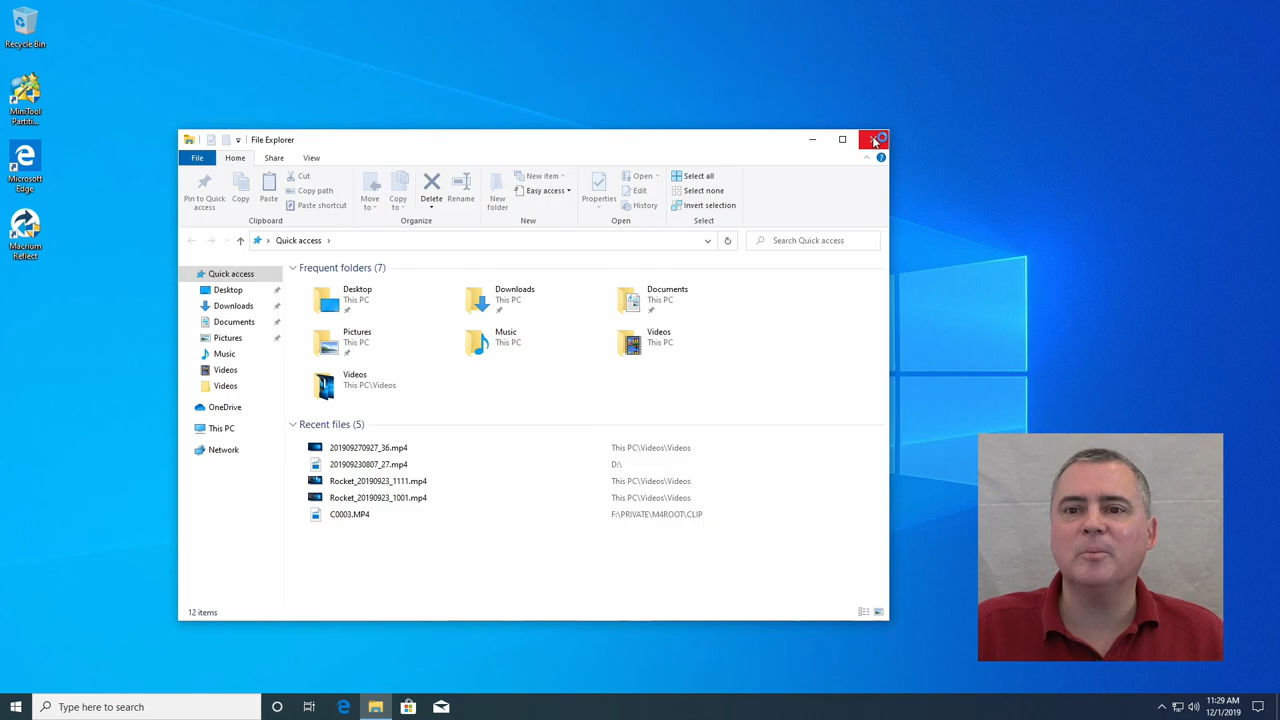 Recycle Bin
MiniTool
Partiti...
Microsoft
Edge
Macrium
Reflect
File Explorer
File
Home
Share
View
Pin to Quick
access
Copy
Paste
Cut
Copy path
Paste shortcut
Clipboard
Move
to
Copy
to
Delete
Rename
Organize
New
folder
New item
Easy access
New
Properties
Open
Edit
History
Open
Select all
Select none
Invert selection
Select
Quick access
Search Quick access
Quick access
Desktop
Downloads
Documents
Pictures
Music
Videos
Videos
OneDrive
This PC
Network
Frequent folders (7)
Desktop
This PC
Downloads
This PC
Documents
This PC
Pictures
This PC
Music
This PC
Videos
This PC
Videos
This PC\Videos
Recent files (5)
201909270927_36.mp4 This PC\Videos\Videos
201909230807_27.mp4 D:\
Rocket_20190923_1111.mp4 This PC\Videos\Videos
Rocket_20190923_1001.mp4 This PC\Videos\Videos
C0003.MP4 F:\PRIVATE\M4ROOT\CLIP
12 items
Type here to search
11:29 AM
12/1/2019